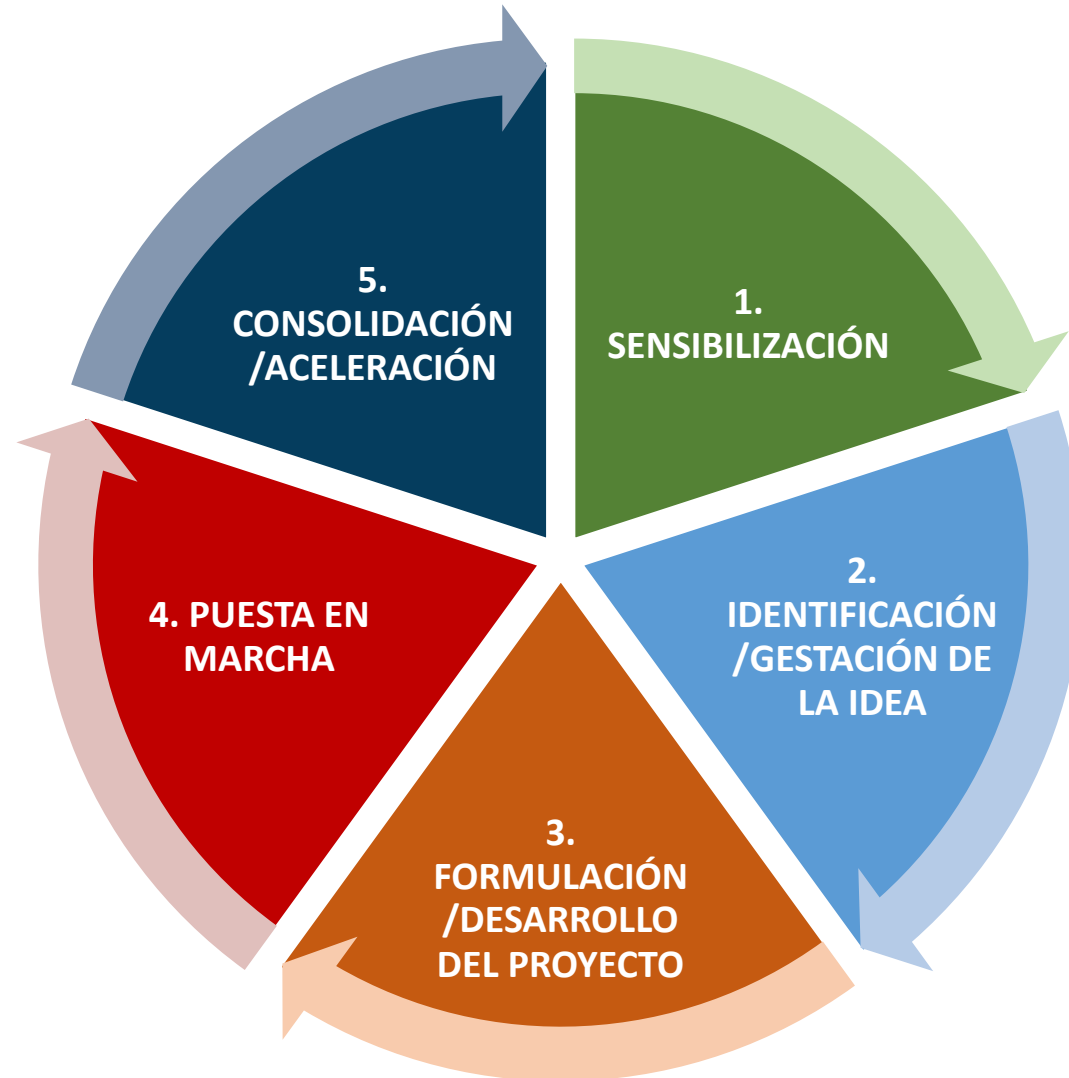 1.
SENSIBILIZACIÓN
2.
IDENTIFICACIÓN
/GESTACIÓN DE
LA IDEA
3.
FORMULACIÓN
/DESARROLLO
DEL PROYECTO
4. PUESTA EN
MARCHA
5.
CONSOLIDACIÓN
/ACELERACIÓN